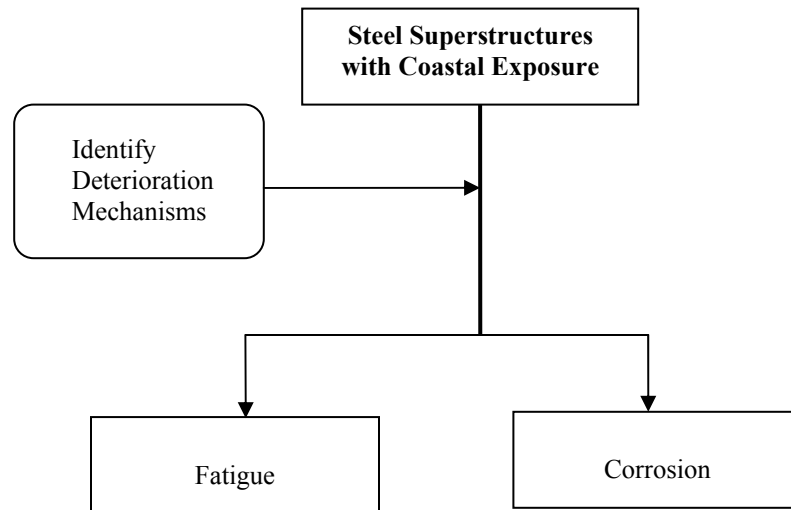 Steel Superstructures
with Coastal Exposure
Identify
Deterioration
Mechanisms
Fatigue
Corrosion